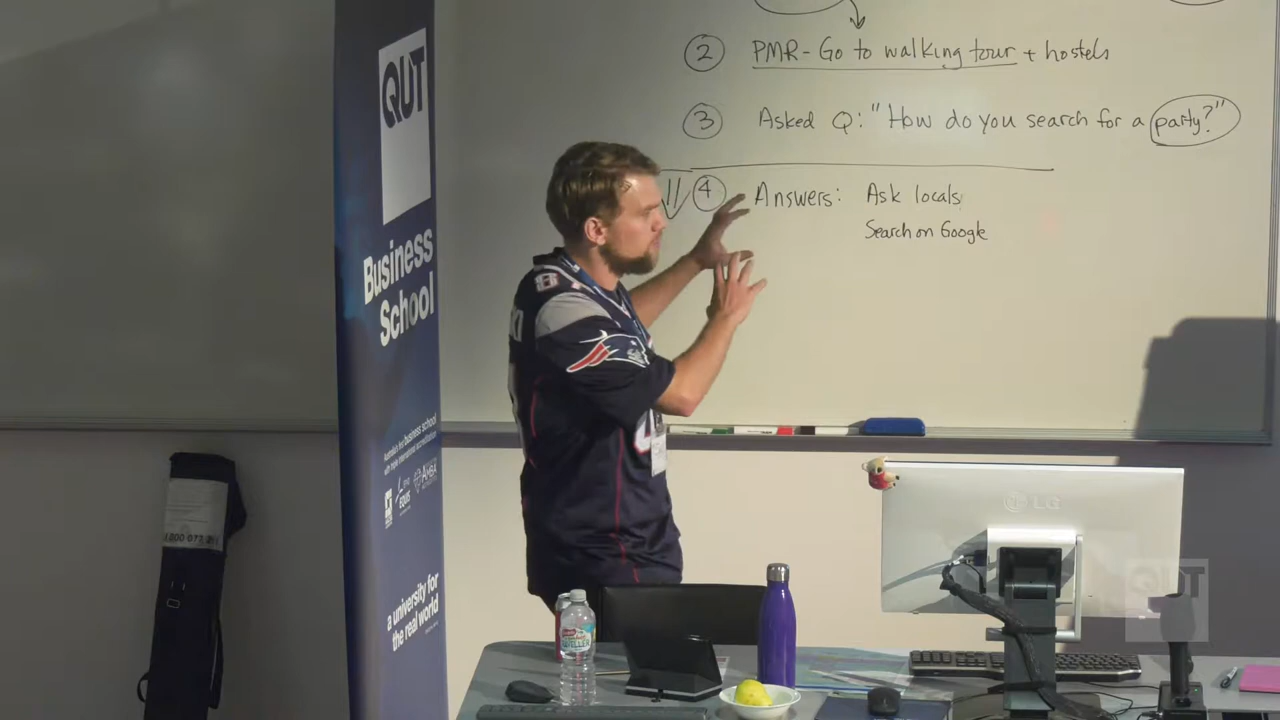 ② PMR- Go to walking tour + hostels
③ Asked Q: "How do you search for a party?"
④ Answers: Ask locals
Search on Google
QUT
Business
School
a university for
the real world
LG
QUT